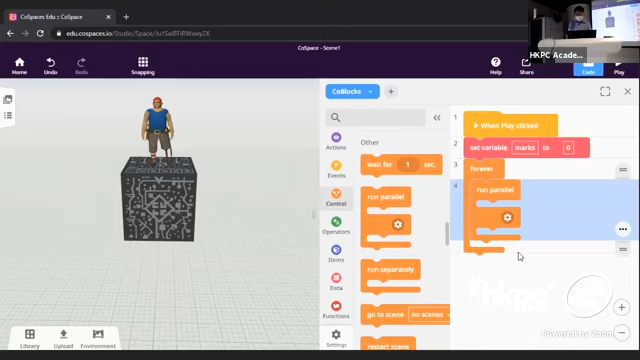 CoSpaces Edu :: CoSpace
edu.cospaces.io/Studio/Space/
CoSpace - Scene1
HKPC Acade...
Home
Undo
Redo
Snapping
Help
Share
Code
Play
CoBlocks
1
When Play clicked
2
set variable marks to 0
3
forever
4
run parallel
Actions
Events
Control
Operators
Items
Data
Functions
Settings
Other
wait for 1 sec.
run parallel
run separately
go to scene no scenes
restart scene
Library
Upload
Environment
hkpc
Powered by Zoom